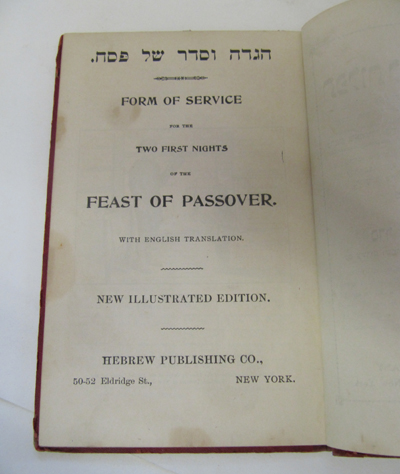 הגדה וסדר של פסח.
FORM OF SERVICE
FOR THE
TWO FIRST NIGHTS
OF THE
FEAST OF PASSOVER.
WITH ENGLISH TRANSLATION.
NEW ILLUSTRATED EDITION.
HEBREW PUBLISHING CO.,
50-52 Eldridge St., NEW YORK.